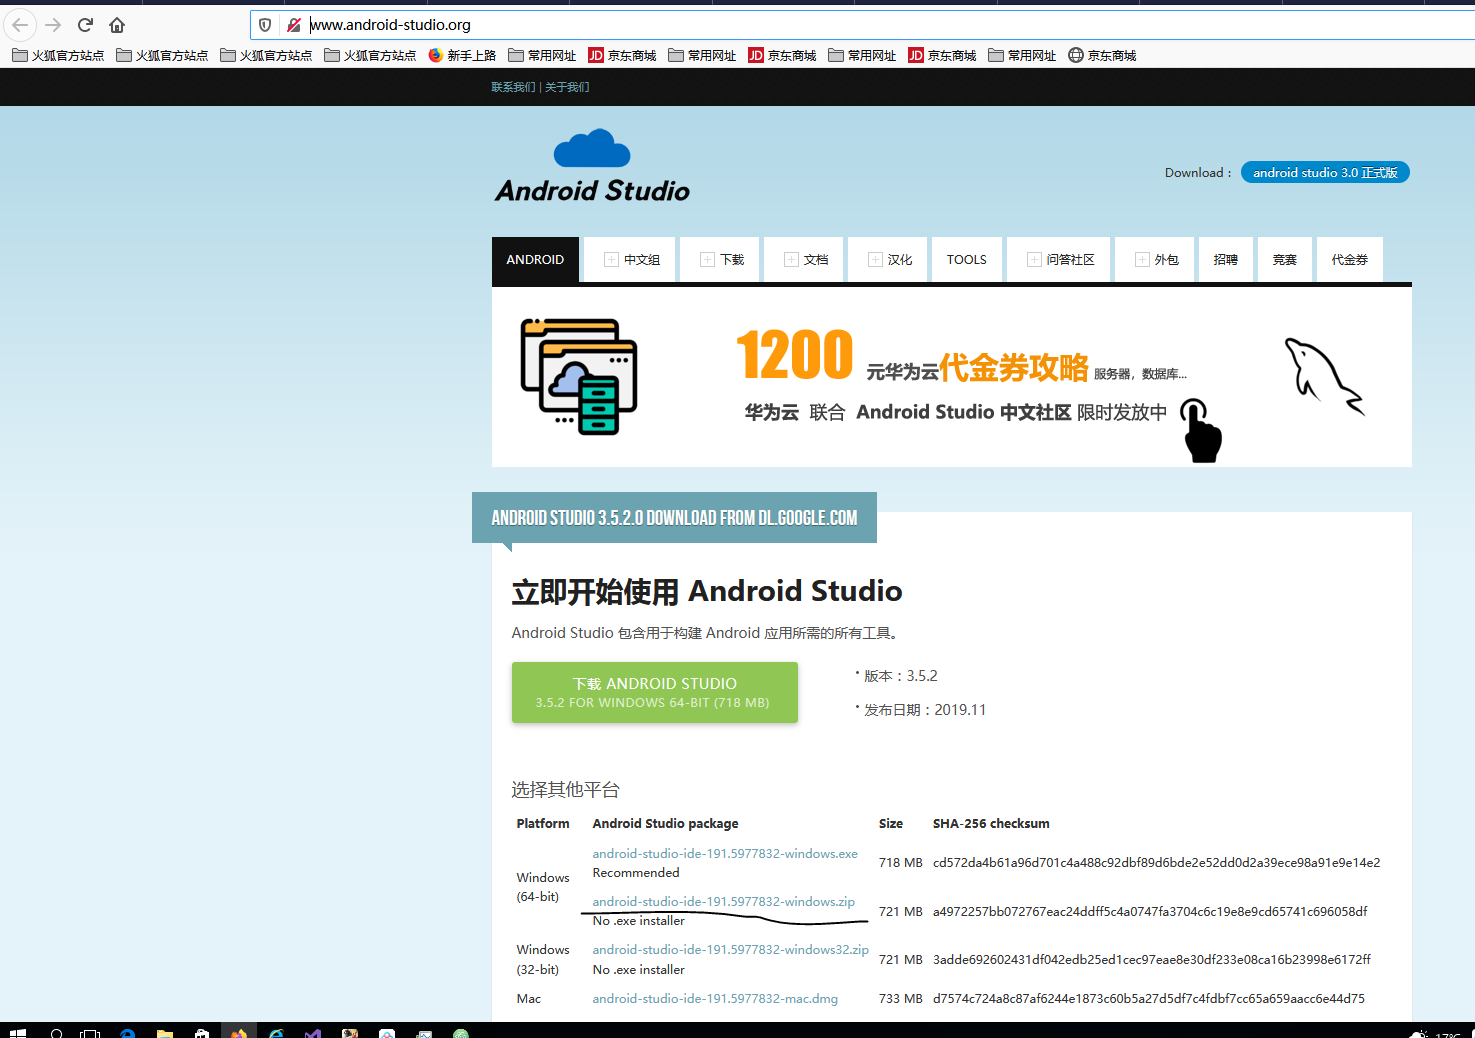 www.android-studio.org
火狐官方站点 火狐官方站点 火狐官方站点 火狐官方站点 新手上路 常用网址 JD 京东商城 常用网址 JD 京东商城 常用网址 JD 京东商城 常用网址 京东商城
联系我们 | 关于我们
Android Studio
Download : android studio 3.0 正式版
ANDROID 中文组 下载 文档 汉化 TOOLS 问答社区 外包 招聘 竞赛 代金券
1200 元华为云代金券攻略 服务器，数据库...
华为云 联合 Android Studio 中文社区 限时发放中
ANDROID STUDIO 3.5.2.0 DOWNLOAD FROM DL.GOOGLE.COM
立即开始使用 Android Studio
Android Studio 包含用于构建 Android 应用所需的所有工具。
下载 ANDROID STUDIO
3.5.2 FOR WINDOWS 64-BIT (718 MB)
· 版本：3.5.2
· 发布日期：2019.11
选择其他平台
Platform Android Studio package Size SHA-256 checksum
Windows (64-bit) android-studio-ide-191.5977832-windows.exe Recommended 718 MB cd572da4b61a96d701c4a488c92dbf89d6bde2e52dd0d2a39ece98a91e9e14e2
android-studio-ide-191.5977832-windows.zip No .exe installer 721 MB a4972257bb072767eac24ddff5c4a0747fa3704c6c19e8e9cd65741c696058df
Windows (32-bit) android-studio-ide-191.5977832-windows32.zip No .exe installer 721 MB 3adde692602431df042edb25ed1cec97eae8e30df233e08ca16b23998e6172ff
Mac android-studio-ide-191.5977832-mac.dmg 733 MB d7574c724a8c87af6244e1873c60b5a27d5df7c4fdbf7cc65a659aacc6e44d75
17°C